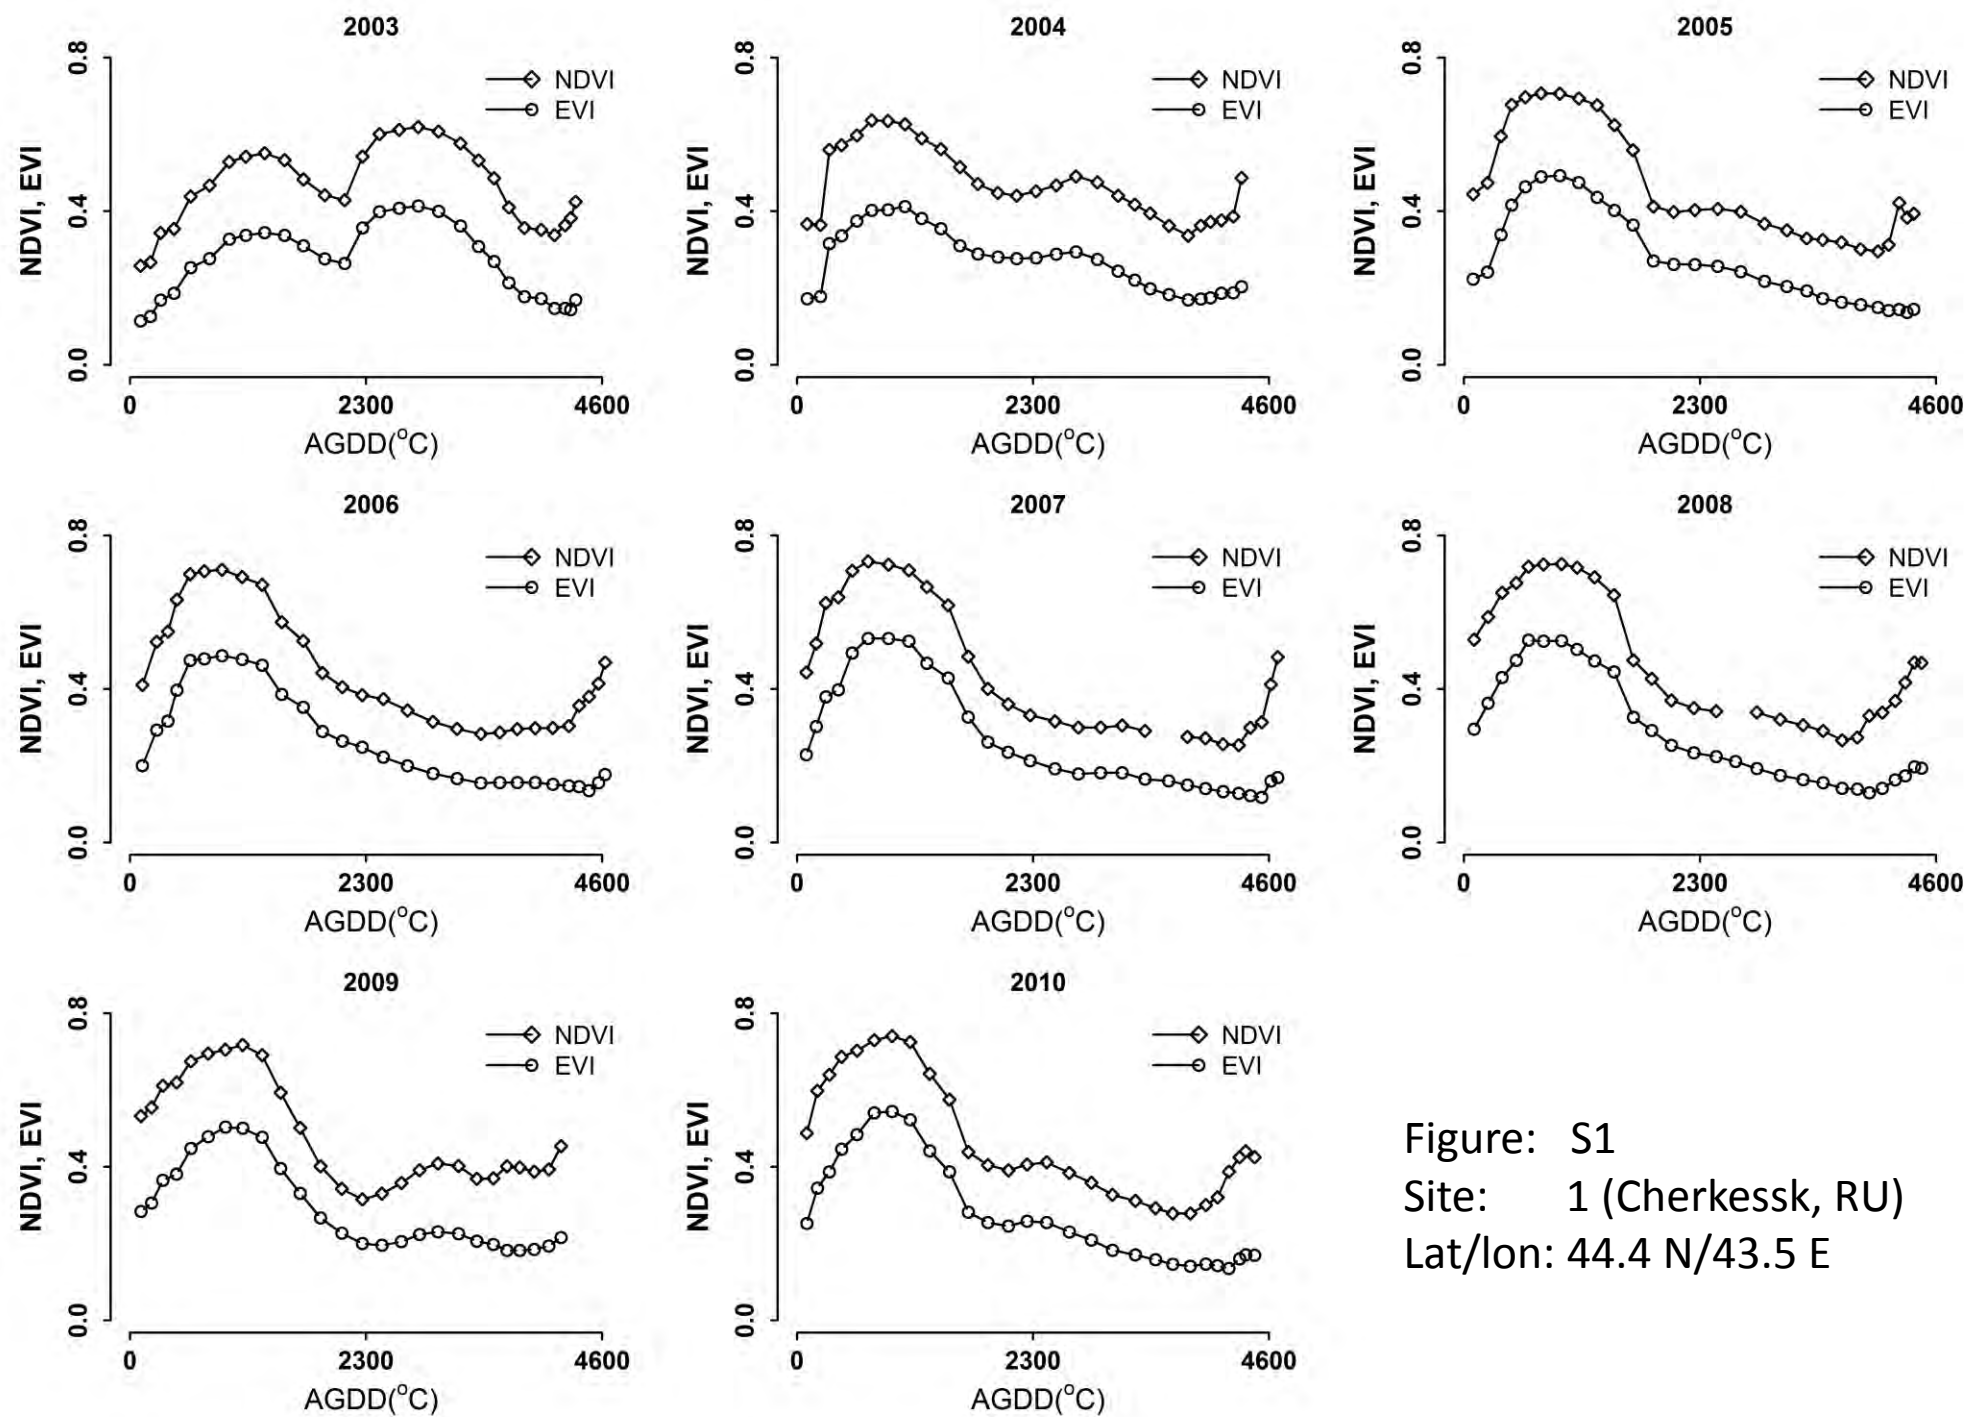 2003
0.8
0.4
0.0
NDVI, EVI
NDVI
EVI
0 2300 4600
AGDD(°C)
2004
0.8
0.4
0.0
NDVI, EVI
NDVI
EVI
0 2300 4600
AGDD(°C)
2005
0.8
0.4
0.0
NDVI, EVI
NDVI
EVI
0 2300 4600
AGDD(°C)
2006
0.8
0.4
0.0
NDVI, EVI
NDVI
EVI
0 2300 4600
AGDD(°C)
2007
0.8
0.4
0.0
NDVI, EVI
NDVI
EVI
0 2300 4600
AGDD(°C)
2008
0.8
0.4
0.0
NDVI, EVI
NDVI
EVI
0 2300 4600
AGDD(°C)
2009
0.8
0.4
0.0
NDVI, EVI
NDVI
EVI
0 2300 4600
AGDD(°C)
2010
0.8
0.4
0.0
NDVI, EVI
NDVI
EVI
0 2300 4600
AGDD(°C)
Figure: S1
Site: 1 (Cherkessk, RU)
Lat/lon: 44.4 N/43.5 E